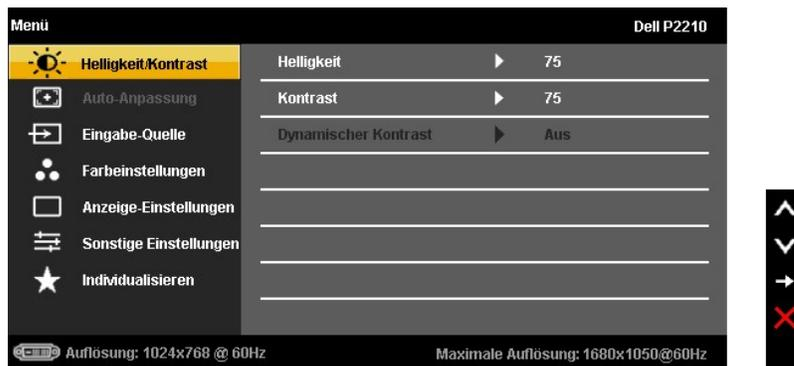 Menü Dell P2210
Helligkeit/Kontrast Helligkeit 75
Auto-Anpassung Kontrast 75
Eingabe-Quelle Dynamischer Kontrast Aus
Farbeinstellungen
Anzeige-Einstellungen
Sonstige Einstellungen
Individualisieren
Auflösung: 1024x768 @ 60Hz Maximale Auflösung: 1680x1050@60Hz